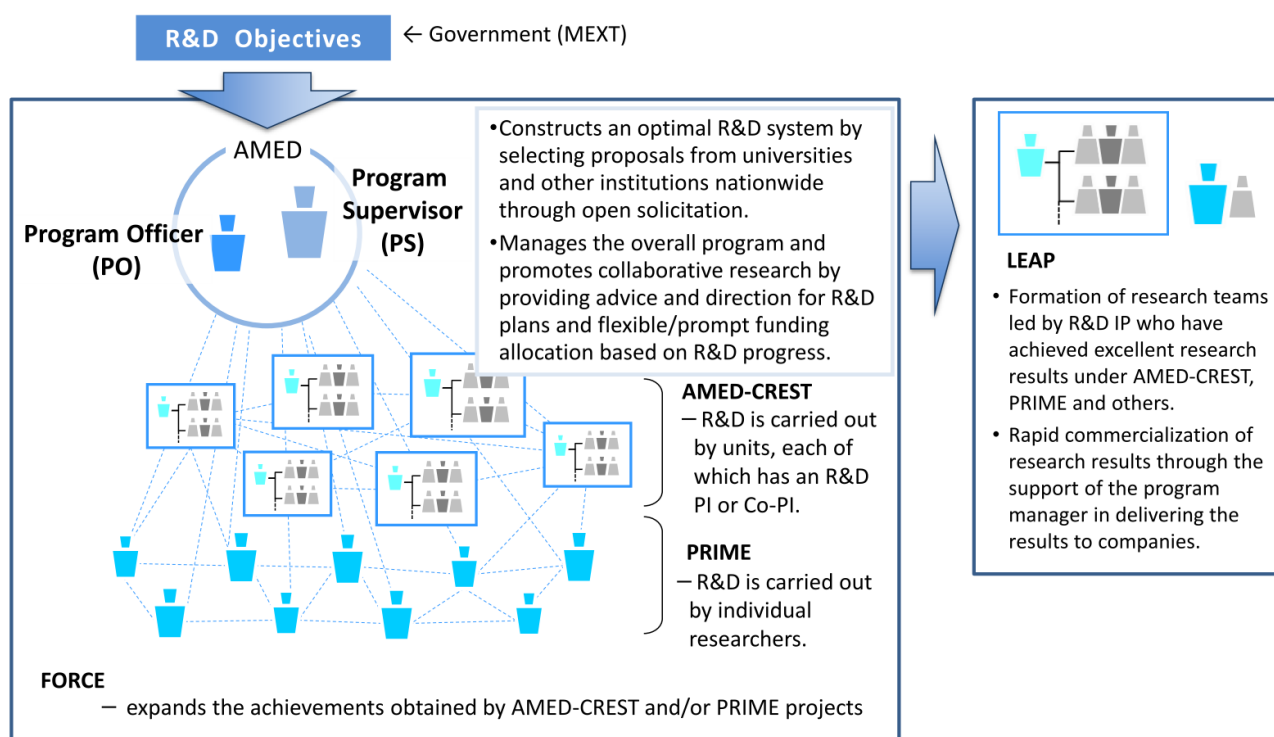 R&D Objectives
← Government (MEXT)
AMED
Program
Supervisor
(PS)
Program Officer
(PO)
•Constructs an optimal R&D system by
selecting proposals from universities
and other institutions nationwide
through open solicitation.
•Manages the overall program and
promotes collaborative research by
providing advice and direction for R&D
plans and flexible/prompt funding
allocation based on R&D progress.
AMED-CREST
– R&D is carried out
by units, each of
which has an R&D
PI or Co-PI.
PRIME
– R&D is carried out
by individual
researchers.
FORCE
– expands the achievements obtained by AMED-CREST and/or PRIME projects
LEAP
• Formation of research teams
led by R&D IP who have
achieved excellent research
results under AMED-CREST,
PRIME and others.
• Rapid commercialization of
research results through the
support of the program
manager in delivering the
results to companies.